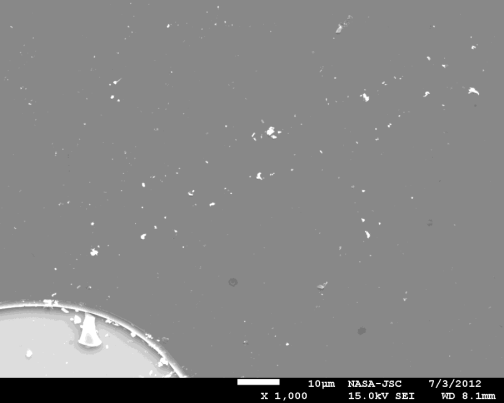 10μm NASA-JSC 7/3/2012
X 1,000 15.0kV SEI WD 8.1mm